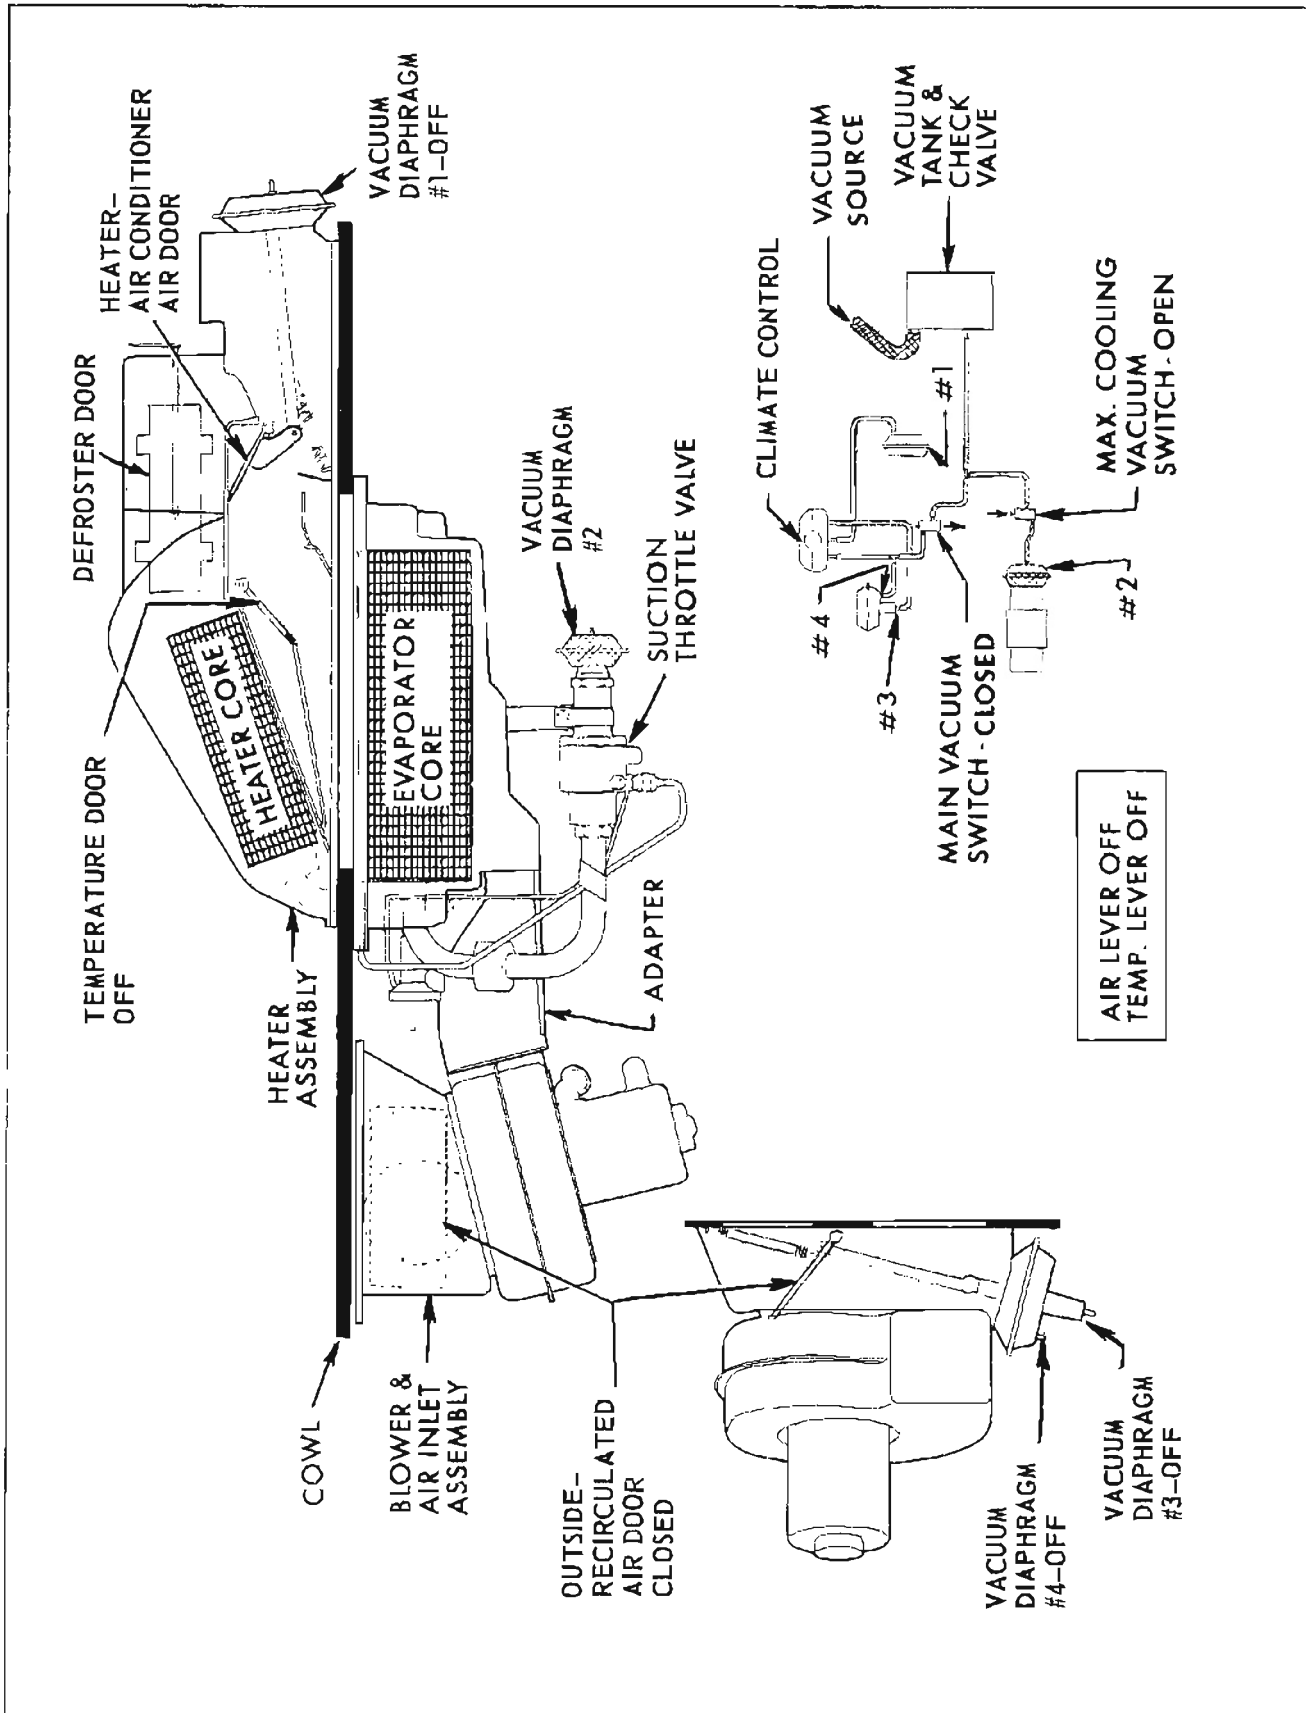 TEMPERATURE DOOR
OFF
DEFROSTER DOOR
HEATER-
AIR CONDITIONER
AIR DOOR
VACUUM
DIAPHRAGM
#1-OFF
HEATER CORE
EVAPORATOR
CORE
HEATER
ASSEMBLY
COWL
BLOWER &
AIR INLET
ASSEMBLY
OUTSIDE-
RECIRCULATED
AIR DOOR
CLOSED
ADAPTER
VACUUM
DIAPHRAGM
#2
SUCTION
THROTTLE VALVE
CLIMATE CONTROL
VACUUM
SOURCE
VACUUM
TANK &
CHECK
VALVE
#1
#4
#3
#2
MAIN VACUUM
SWITCH - CLOSED
MAX. COOLING
VACUUM
SWITCH - OPEN
VACUUM
DIAPHRAGM
#4-OFF
VACUUM
DIAPHRAGM
#3-OFF
AIR LEVER OFF
TEMP. LEVER OFF